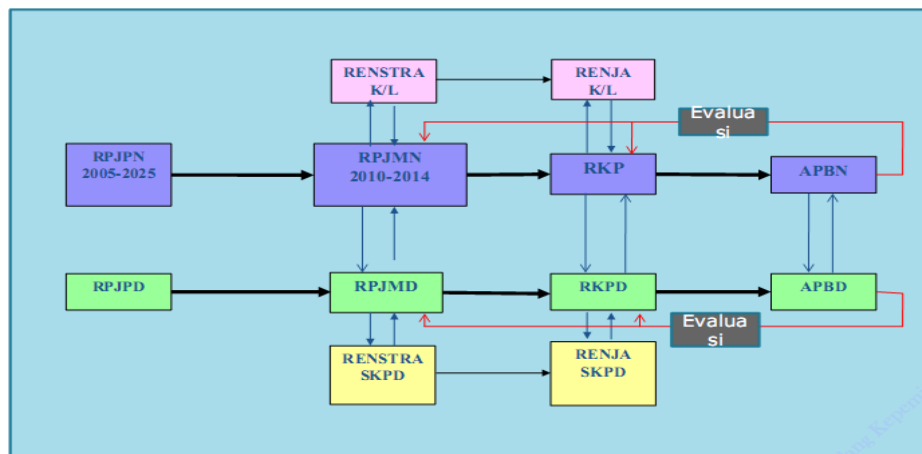 RENSTRA
K/L
RENJA
K/L
Evalua
si
RPJPN
2005-2025
RPJMN
2010-2014
RKP
APBN
RPJPD
RPJMD
RKPD
APBD
Evalua
si
RENSTRA
SKPD
RENJA
SKPD